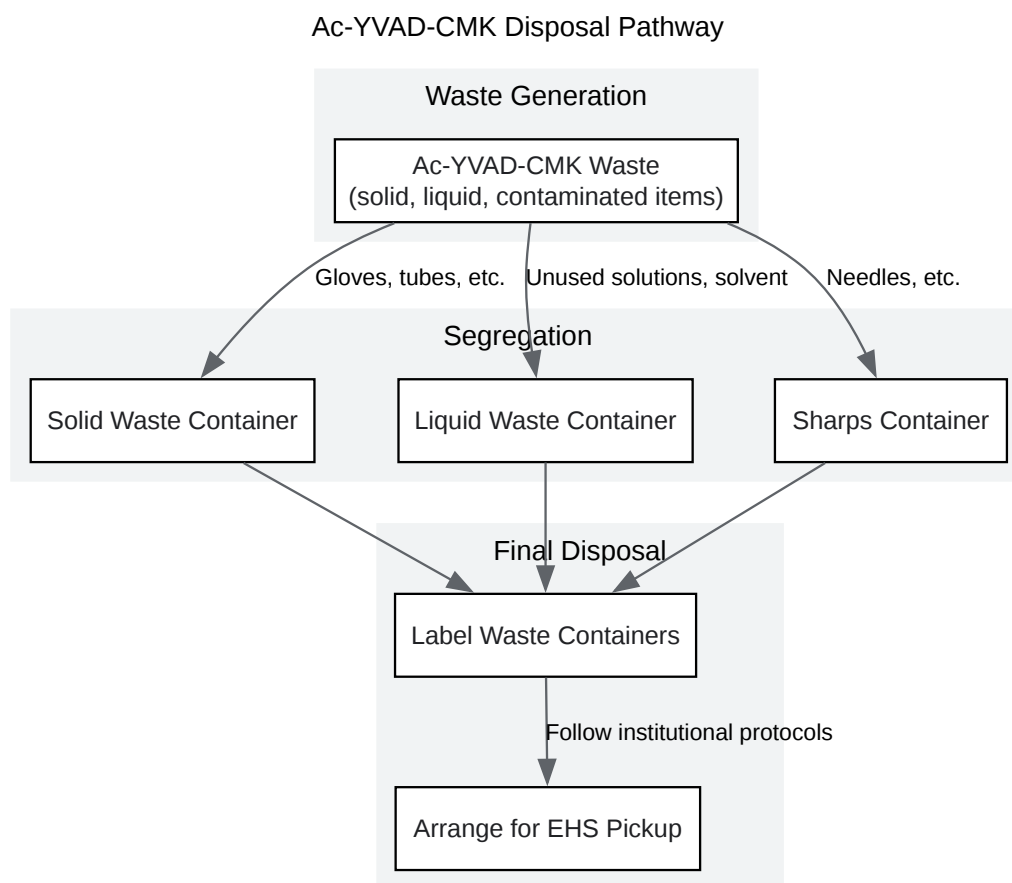 Ac-YVAD-CMK Disposal Pathway
Waste Generation
Ac-YVAD-CMK Waste
(solid, liquid, contaminated items)
Gloves, tubes, etc.
Unused solutions, solvent
Needles, etc.
Segregation
Solid Waste Container
Liquid Waste Container
Sharps Container
Final Disposal
Label Waste Containers
Follow institutional protocols
Arrange for EHS Pickup